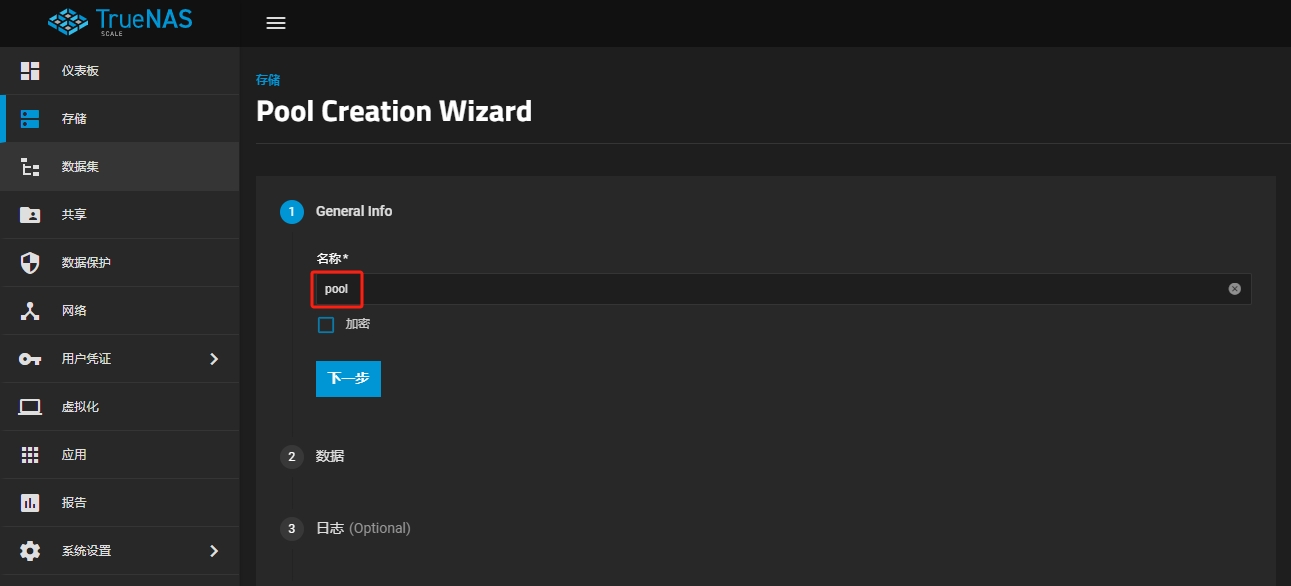 TrueNAS
SCALE
仪表板
存储
数据集
共享
数据保护
网络
用户凭证
虚拟化
应用
报告
系统设置
存储
Pool Creation Wizard
1 General Info
名称*
pool
加密
下一步
2 数据
3 日志 (Optional)